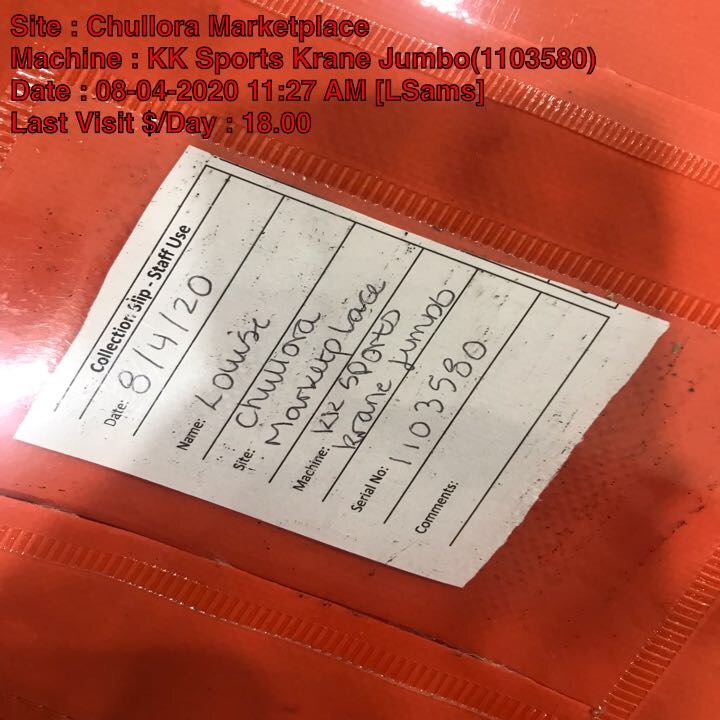 Site : Chullora Marketplace
Machine : KK Sports Krane Jumbo(1103580)
Date : 08-04-2020 11:27 AM [LSams]
Last Visit $/Day : 18.00
Collection Slip - Staff Use
Date: 8/4/20
Name: Louise
Site: Chullora
Marketplace
Machine: KK Sports
Krane Jumbo
Serial No: 1103580
Comments: